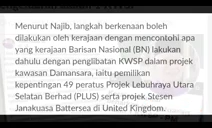 Menurut Najib, langkah berkenaan boleh
dilakukan oleh kerajaan dengan mencontohi apa
yang kerajaan Barisan Nasional (BN) lakukan
dahulu dengan penglibatan KWSP dalam projek
kawasan Damansara, iaitu pemilikan
kepentingan 49 peratus Projek Lebuhraya Utara
Selatan Berhad (PLUS) serta projek Stesen
Janakuasa Battersea di United Kingdom.